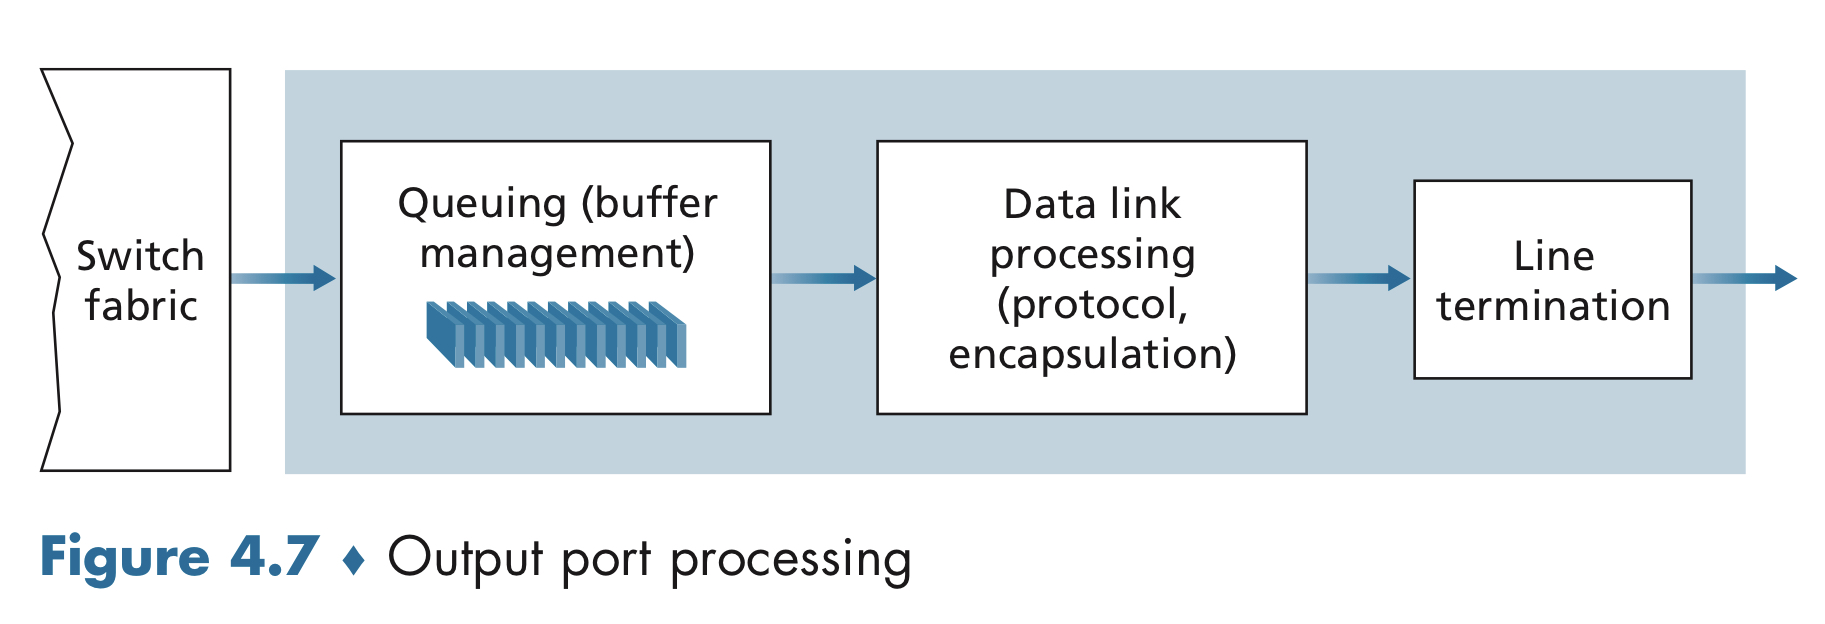 Switch
fabric
Queuing (buffer
management)
Data link
processing
(protocol,
encapsulation)
Line
termination
Figure 4.7 ♦ Output port processing